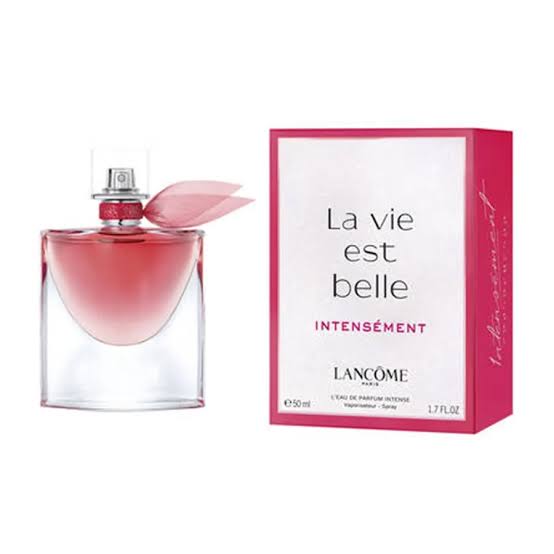 La vie
est
belle
INTENSÉMENT
LANCÔME
PARIS
L'EAU DE PARFUM INTENSE
Vaporisateur - Spray
℮50 ml
1.7 FL.OZ
Intensément